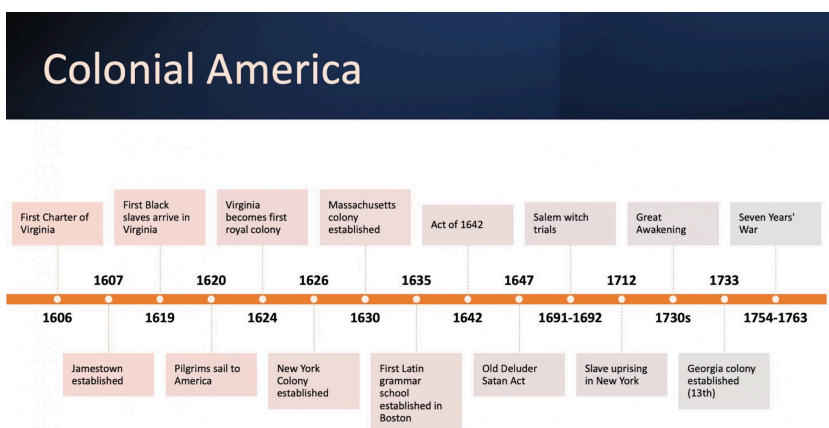 Colonial America
First Charter of
Virginia
First Black
slaves arrive in
Virginia
Virginia
becomes first
royal colony
Massachusetts
colony
established
Act of 1642
Salem witch
trials
Great
Awakening
Seven Years'
War
1607
1620
1626
1635
1647
1712
1733
1606
1619
1624
1630
1642
1691-1692
1730s
1754-1763
Jamestown
established
Pilgrims sail to
America
New York
Colony
established
First Latin
grammar
school
established in
Boston
Old Deluder
Satan Act
Slave uprising
in New York
Georgia colony
established
(13th)